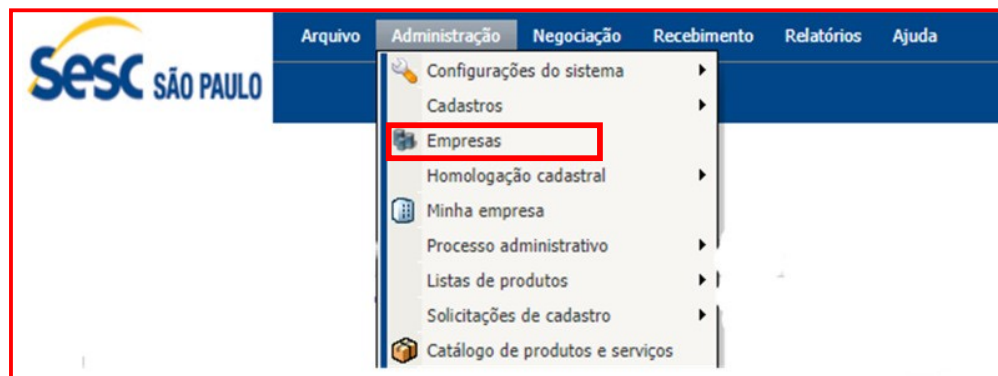 Sesc SÃO PAULO
Arquivo Administração Negociação Recebimento Relatórios Ajuda
Configurações do sistema
Cadastros
Empresas
Homologação cadastral
Minha empresa
Processo administrativo
Listas de produtos
Solicitações de cadastro
Catálogo de produtos e serviços